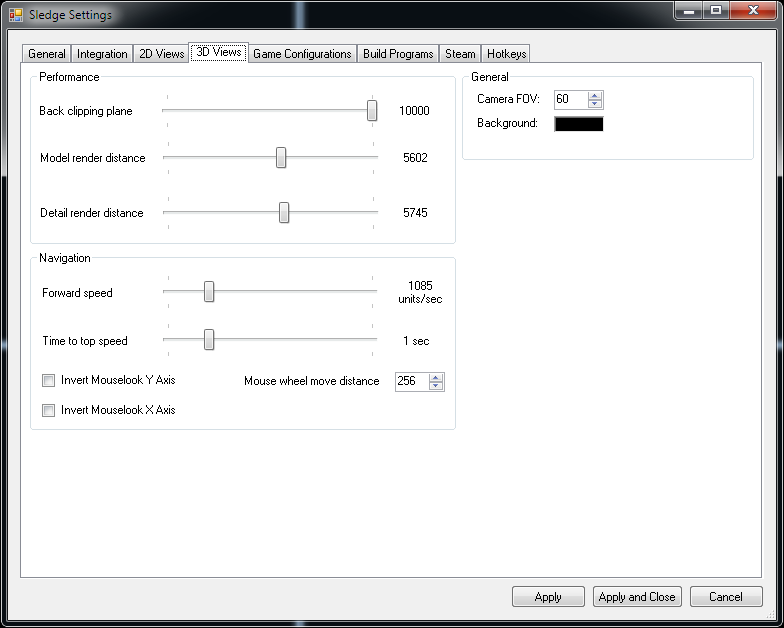 Sledge Settings
General Integration 2D Views 3D Views Game Configurations Build Programs Steam Hotkeys
Performance
Back clipping plane 10000
Model render distance 5602
Detail render distance 5745
General
Camera FOV: 60
Background:
Navigation
Forward speed 1085
units/sec
Time to top speed 1 sec
Invert Mouselook Y Axis Mouse wheel move distance 256
Invert Mouselook X Axis
Apply Apply and Close Cancel